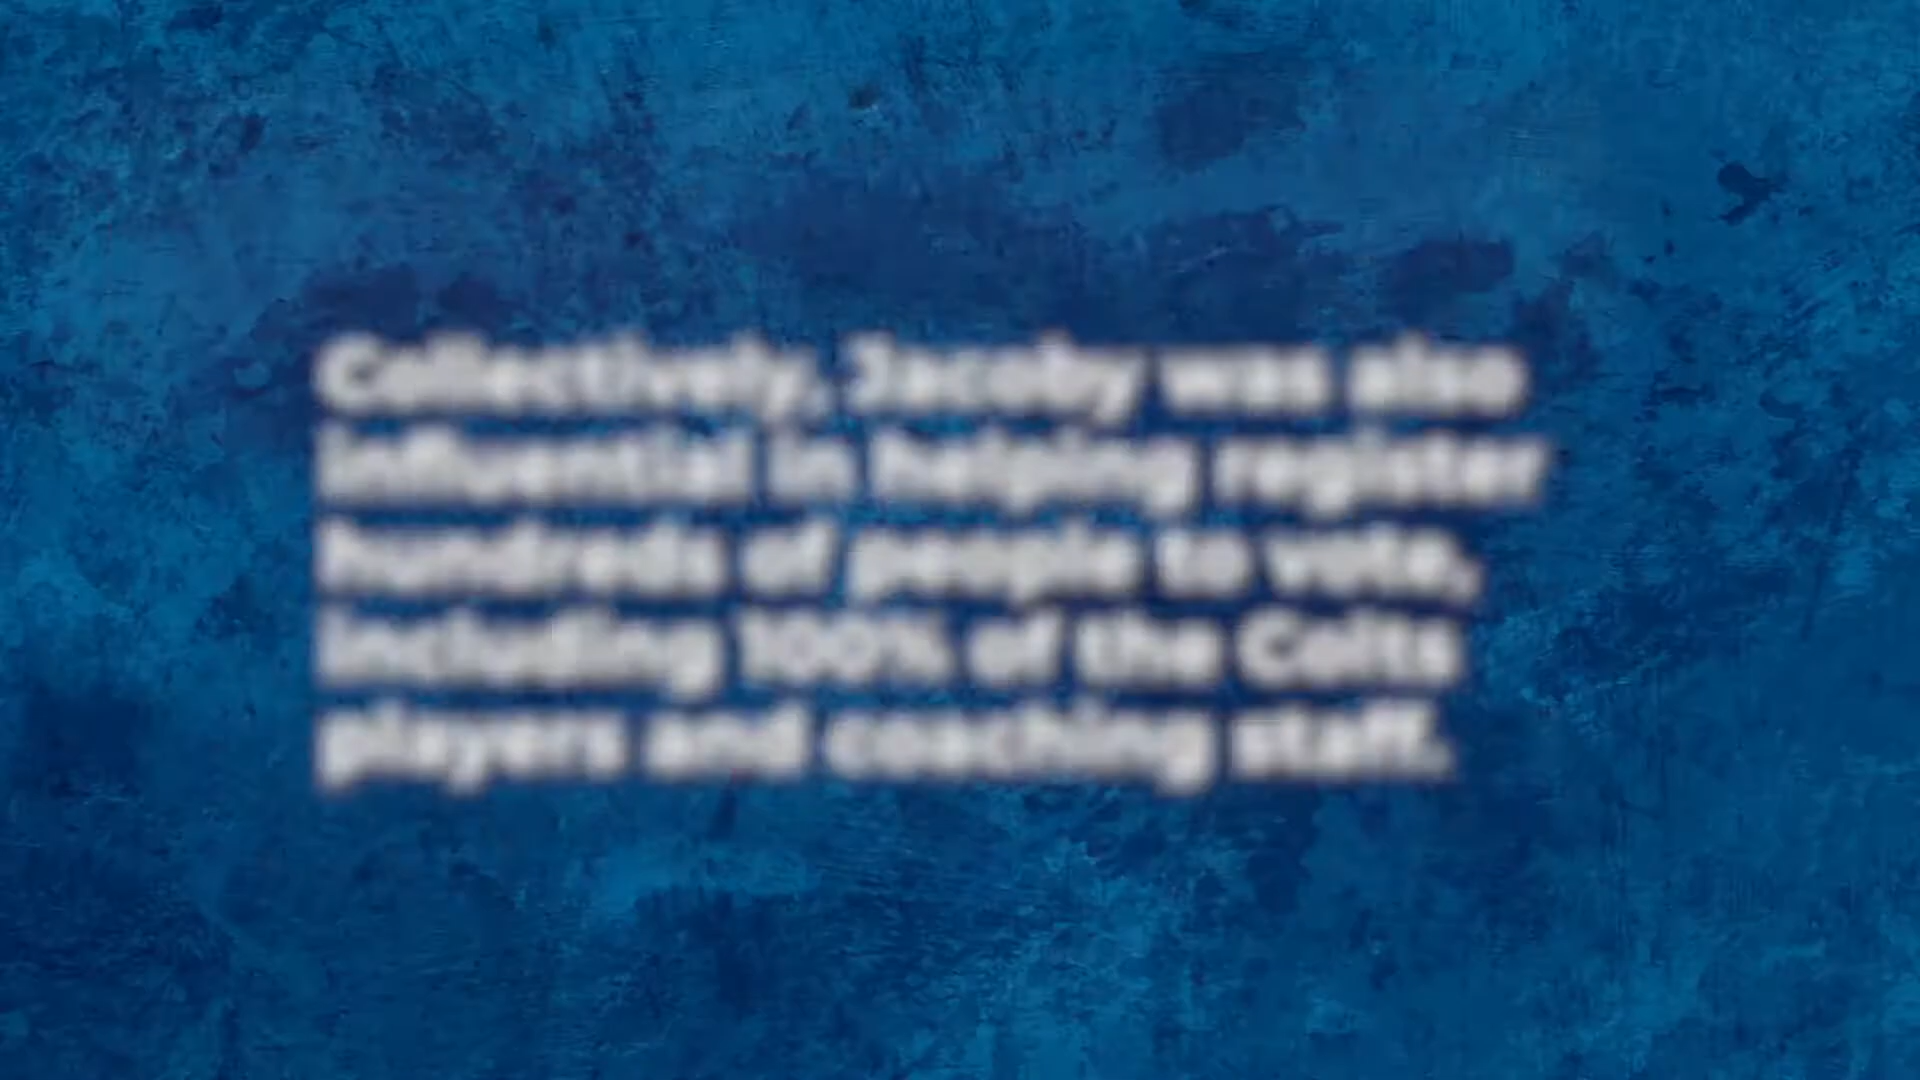 Collectively, Jacoby was also
influential in helping register
hundreds of people to vote,
including 100% of the Colts
players and coaching staff.